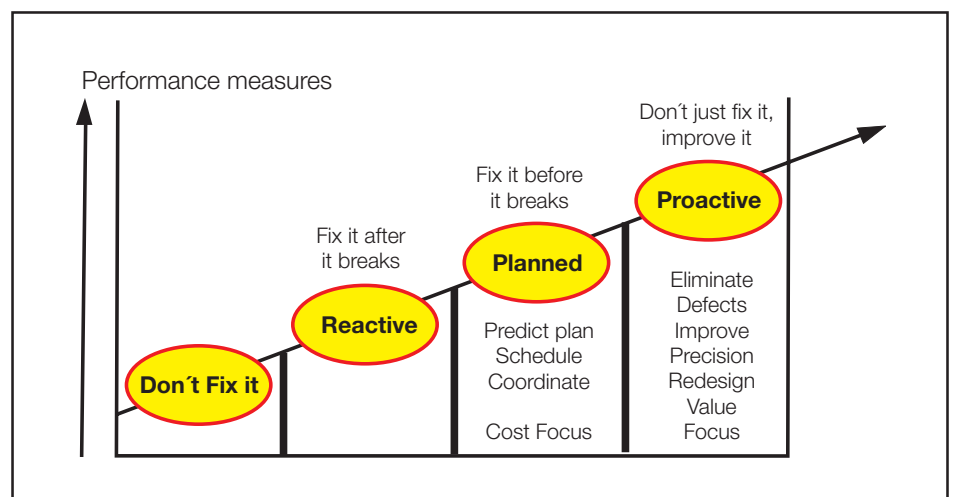 Performance measures
Don´t Fix it
Fix it after
it breaks
Reactive
Fix it before
it breaks
Planned
Predict plan
Schedule
Coordinate
Cost Focus
Don´t just fix it,
improve it
Proactive
Eliminate
Defects
Improve
Precision
Redesign
Value
Focus